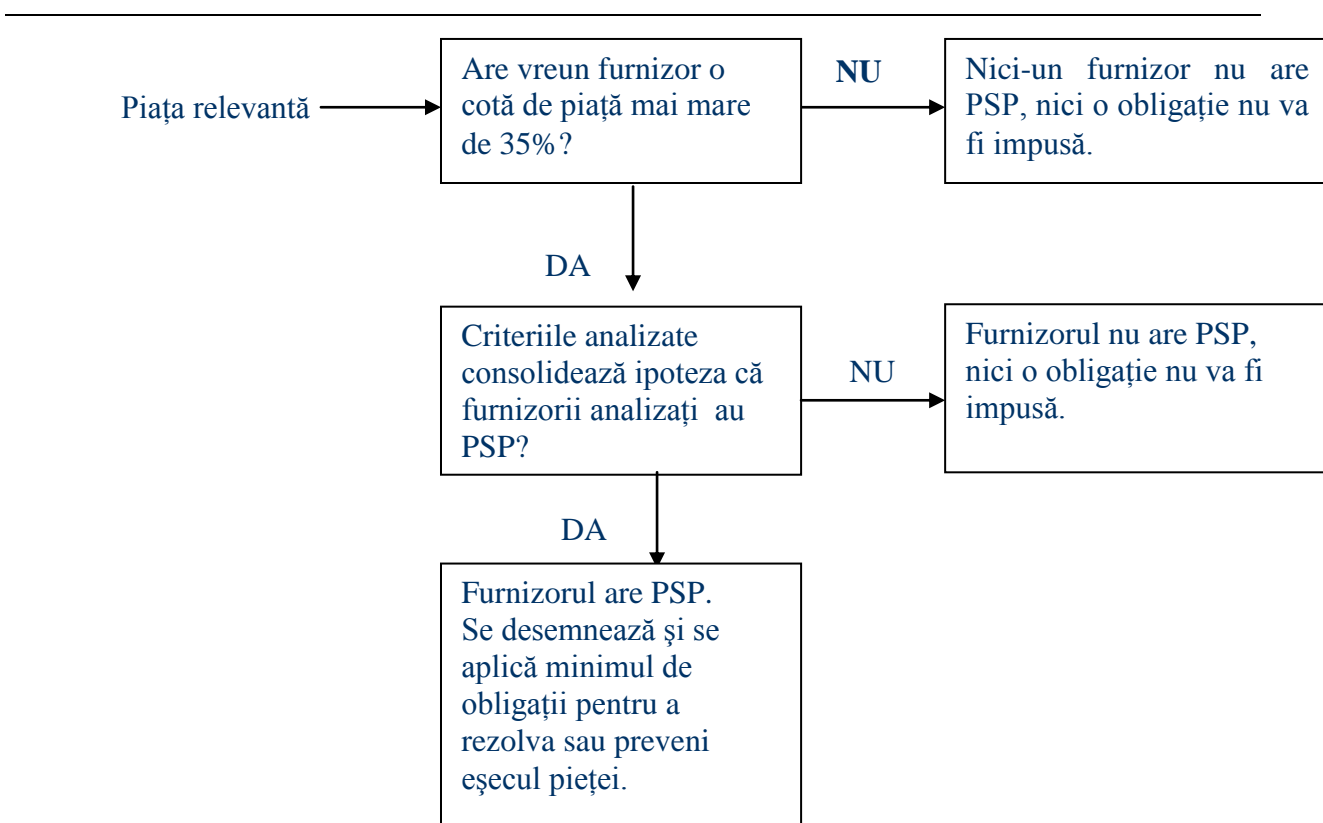 Piața relevantă
Are vreun furnizor o
cotă de piață mai mare
de 35%?
NU
Nici-un furnizor nu are
PSP, nici o obligație nu va
fi impusă.
DA
Criteriile analizate
consolidează ipoteza că
furnizorii analizați au
PSP?
NU
Furnizorul nu are PSP,
nici o obligație nu va fi
impusă.
DA
Furnizorul are PSP.
Se desemnează şi se
aplică minimul de
obligații pentru a
rezolva sau preveni
eşecul pieței.